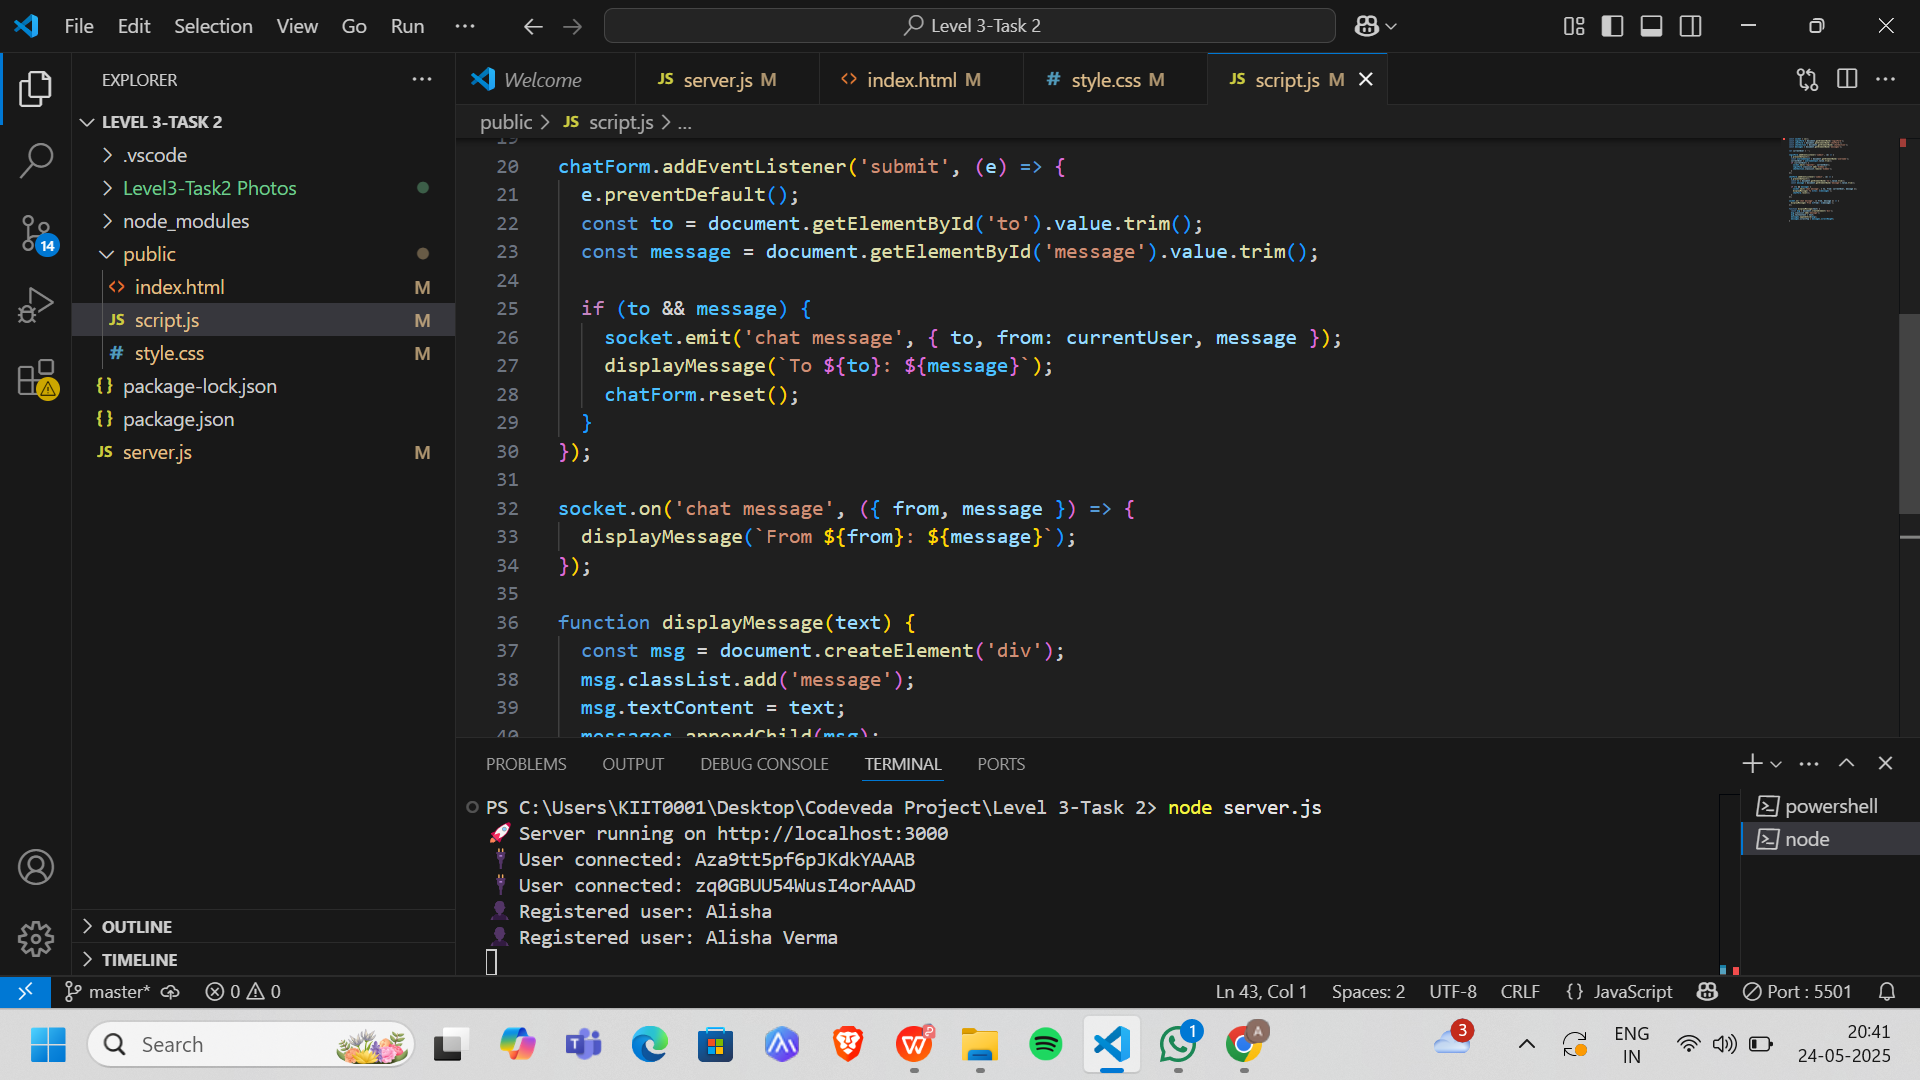 File Edit Selection View Go Run ...
Level 3-Task 2
EXPLORER
LEVEL 3-TASK 2
.vscode
Level3-Task2 Photos
node_modules
public
index.html M
script.js M
style.css M
package-lock.json
package.json
server.js M
OUTLINE
TIMELINE
14
Welcome
server.js M
index.html M
style.css M
script.js M
public > script.js > ...
19
20 chatForm.addEventListener('submit', (e) => {
21 e.preventDefault();
22 const to = document.getElementById('to').value.trim();
23 const message = document.getElementById('message').value.trim();
24
25 if (to && message) {
26 socket.emit('chat message', { to, from: currentUser, message });
27 displayMessage(`To ${to}: ${message}`);
28 chatForm.reset();
29 }
30 });
31
32 socket.on('chat message', ({ from, message }) => {
33 displayMessage(`From ${from}: ${message}`);
34 });
35
36 function displayMessage(text) {
37 const msg = document.createElement('div');
38 msg.classList.add('message');
39 msg.textContent = text;
40 messages.appendChild(msg);
PROBLEMS OUTPUT DEBUG CONSOLE TERMINAL PORTS
PS C:\Users\KIIT0001\Desktop\Codeveda Project\Level 3-Task 2> node server.js
🚀 Server running on http://localhost:3000
🔌 User connected: Aza9tt5pf6pJKdkYAAAB
🔌 User connected: zq0GBUU54WusI4orAAAD
👤 Registered user: Alisha
👤 Registered user: Alisha Verma
powershell
node
master* 0 0
Ln 43, Col 1 Spaces: 2 UTF-8 CRLF {} JavaScript Port : 5501
Search
1
A
3
ENG
IN
20:41
24-05-2025